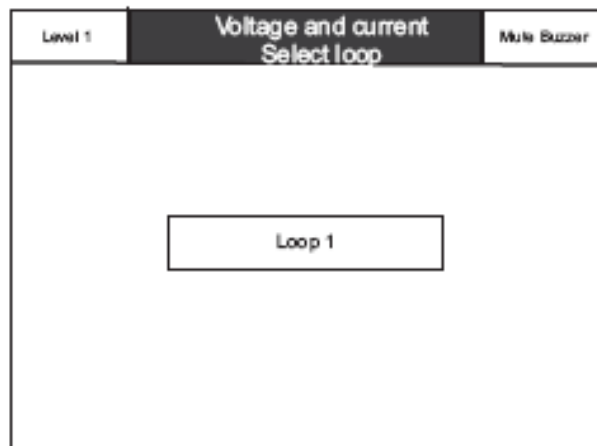 Level 1
Voltage and current
Select loop
Mute Buzzer
Loop 1